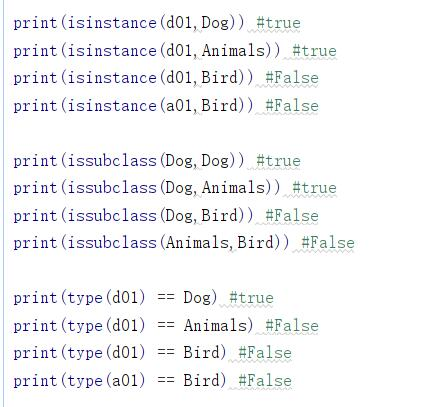 print(isinstance(d01,Dog)) #true
print(isinstance(d01,Animals)) #true
print(isinstance(d01,Bird)) #False
print(isinstance(a01,Bird)) #False
print(issubclass(Dog,Dog)) #true
print(issubclass(Dog,Animals)) #true
print(issubclass(Dog,Bird)) #False
print(issubclass(Animals,Bird)) #False
print(type(d01) == Dog) #true
print(type(d01) == Animals) #False
print(type(d01) == Bird) #False
print(type(a01) == Bird) #False